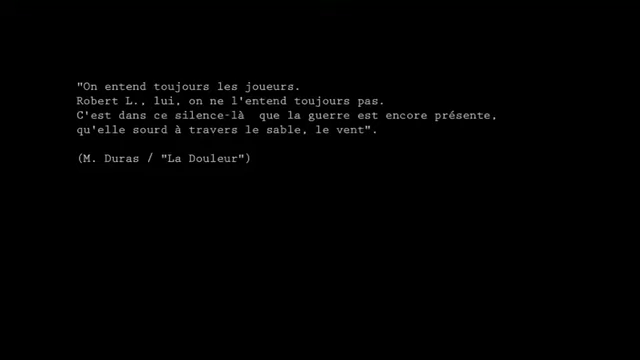 "On entend toujours les joueurs.
Robert L., lui, on ne l'entend toujours pas.
C'est dans ce silence-là  que la guerre est encore présente,
qu'elle sourd à travers le sable, le vent".
(M. Duras / "La Douleur")